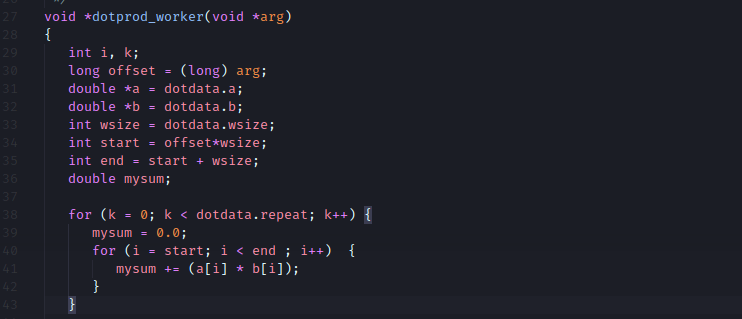 26 */
27 void *dotprod_worker(void *arg)
28 {
29 int i, k;
30 long offset = (long) arg;
31 double *a = dotdata.a;
32 double *b = dotdata.b;
33 int wsize = dotdata.wsize;
34 int start = offset*wsize;
35 int end = start + wsize;
36 double mysum;
37
38 for (k = 0; k < dotdata.repeat; k++) {
39 mysum = 0.0;
40 for (i = start; i < end ; i++)  {
41 mysum += (a[i] * b[i]);
42 }
43 }